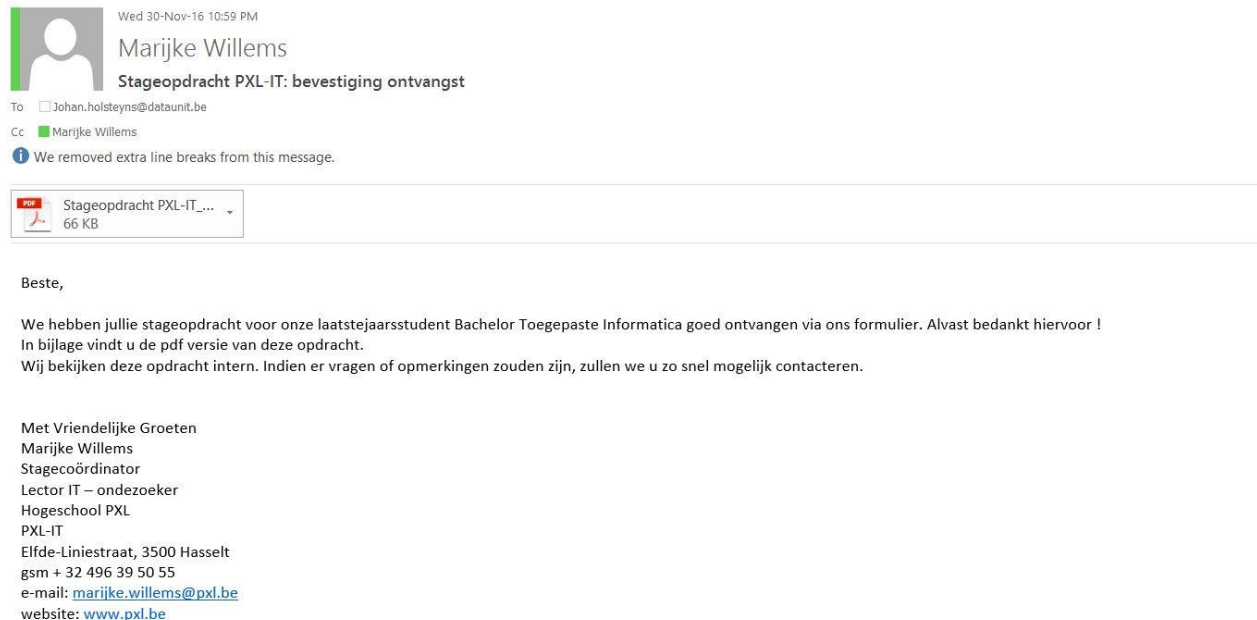 Wed 30-Nov-16 10:59 PM
Marijke Willems
Stageopdracht PXL-IT: bevestiging ontvangst
To Johan.holsteyns@dataunit.be
Cc Marijke Willems
We removed extra line breaks from this message.
PDF
Stageopdracht PXL-IT_...
66 KB
Beste,
We hebben jullie stageopdracht voor onze laatstejaarsstudent Bachelor Toegepaste Informatica goed ontvangen via ons formulier. Alvast bedankt hiervoor !
In bijlage vindt u de pdf versie van deze opdracht.
Wij bekijken deze opdracht intern. Indien er vragen of opmerkingen zouden zijn, zullen we u zo snel mogelijk contacteren.
Met Vriendelijke Groeten
Marijke Willems
Stagecoördinator
Lector IT – ondezoeker
Hogeschool PXL
PXL-IT
Elfde-Liniestraat, 3500 Hasselt
gsm + 32 496 39 50 55
e-mail: marijke.willems@pxl.be
website: www.pxl.be